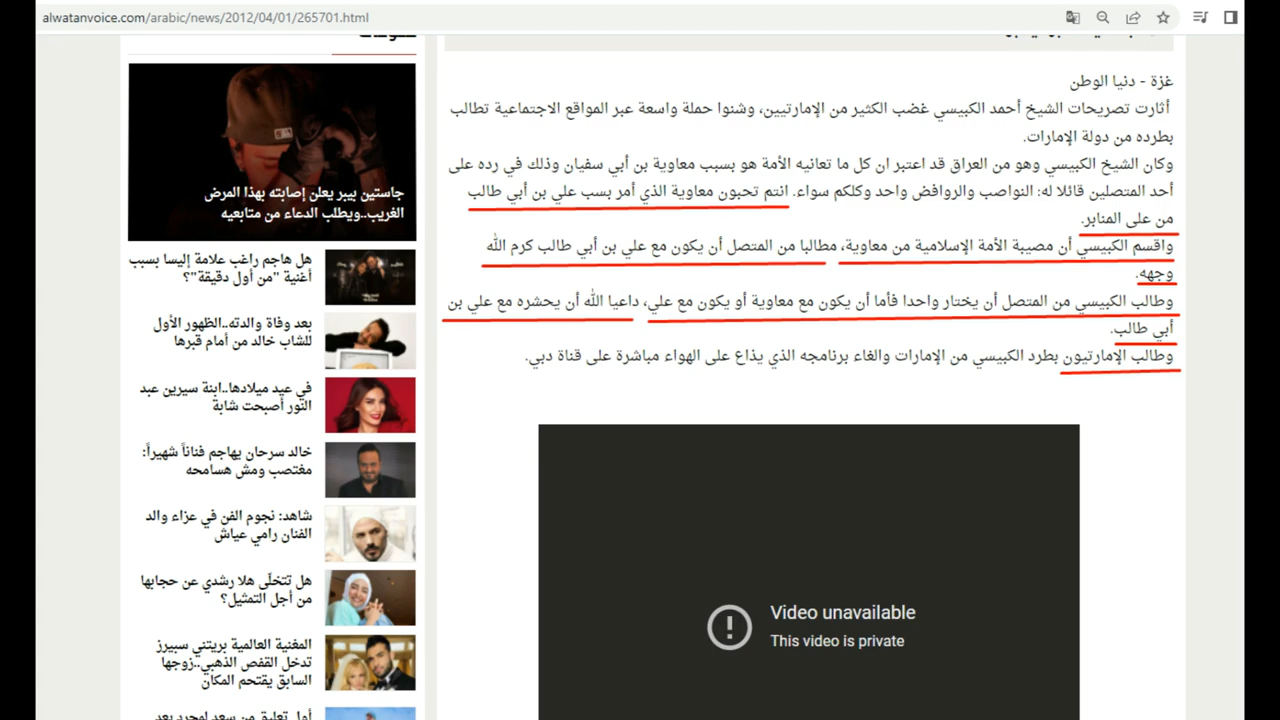 alwatanvoice.com/arabic/news/2012/04/01/265701.html
غزة - دنيا الوطن
أثارت تصريحات الشيخ أحمد الكبيسي غضب الكثير من الإمارتيين، وشنوا حملة واسعة عبر المواقع الاجتماعية تطالب
بطرده من دولة الإمارات.
وكان الشيخ الكبيسي وهو من العراق قد اعتبر ان كل ما تعانيه الأمة هو بسبب معاوية بن أبي سفيان وذلك في رده على
أحد المتصلين قائلا له: النواصب والروافض واحد وكلكم سواء. انتم تحبون معاوية الذي أمر بسب علي بن أبي طالب
من على المنابر.
واقسم الكبيسي أن مصيبة الأمة الإسلامية من معاوية، مطالبا من المتصل أن يكون مع علي بن أبي طالب كرم الله
وجهه.
وطالب الكبيسي من المتصل أن يختار واحدا فأما أن يكون مع معاوية أو يكون مع علي، داعيا الله أن يحشره مع علي بن
أبي طالب.
وطالب الإمارتيون بطرد الكبيسي من الإمارات والغاء برنامجه الذي يذاع على الهواء مباشرة على قناة دبي.
Video unavailable
This video is private
جاستين بيبر يعلن إصابته بهذا المرض
الغريب..ويطلب الدعاء من متابعيه
هل هاجم راغب علامة إليسا بسبب
أغنية "من أول دقيقة"؟
بعد وفاة والدته..الظهور الأول
للشاب خالد من أمام قبرها
في عيد ميلادها..ابنة سيرين عبد
النور أصبحت شابة
خالد سرحان يهاجم فناناً شهيراً:
مغتصب ومش هسامحه
شاهد: نجوم الفن في عزاء والد
الفنان رامي عياش
هل تتخلّى هلا رشدي عن حجابها
من أجل التمثيل؟
المغنية العالمية بريتني سبيرز
تدخل القفص الذهبي..زوجها
السابق يقتحم المكان
أول تعليق من سعد لمجرد بعد